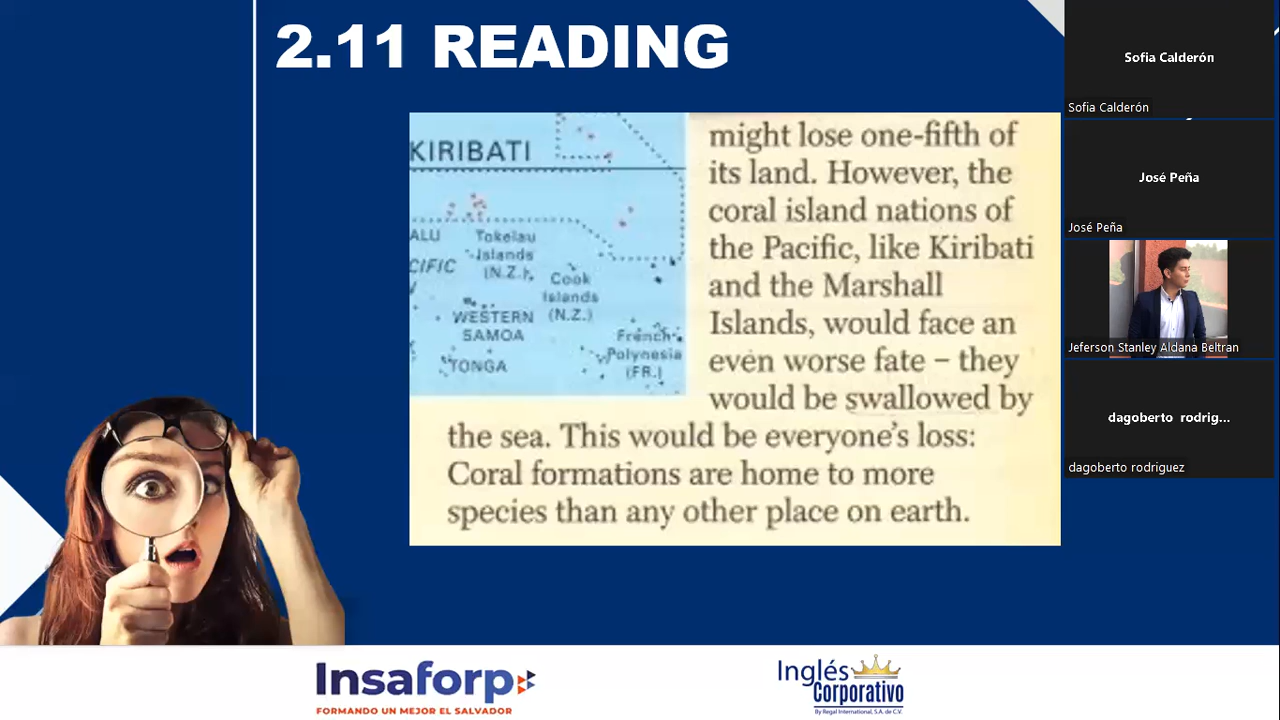 2.11 READING
KIRIBATI
ALU
Tokelau
Islands
(N.Z.)
CIFIC
Cook
Islands
(N.Z.)
WESTERN
SAMOA
French
Polynesia
(FR.)
TONGA
might lose one-fifth of
its land. However, the
coral island nations of
the Pacific, like Kiribati
and the Marshall
Islands, would face an
even worse fate – they
would be swallowed by
the sea. This would be everyone's loss:
Coral formations are home to more
species than any other place on earth.
Sofia Calderón
Sofia Calderón
José Peña
José Peña
Jeferson Stanley Aldana Beltran
dagoberto rodrig...
dagoberto rodriguez
Insaforp
FORMANDO UN MEJOR EL SALVADOR
Inglés
Corporativo
By Regal International, S.A. de C.V.